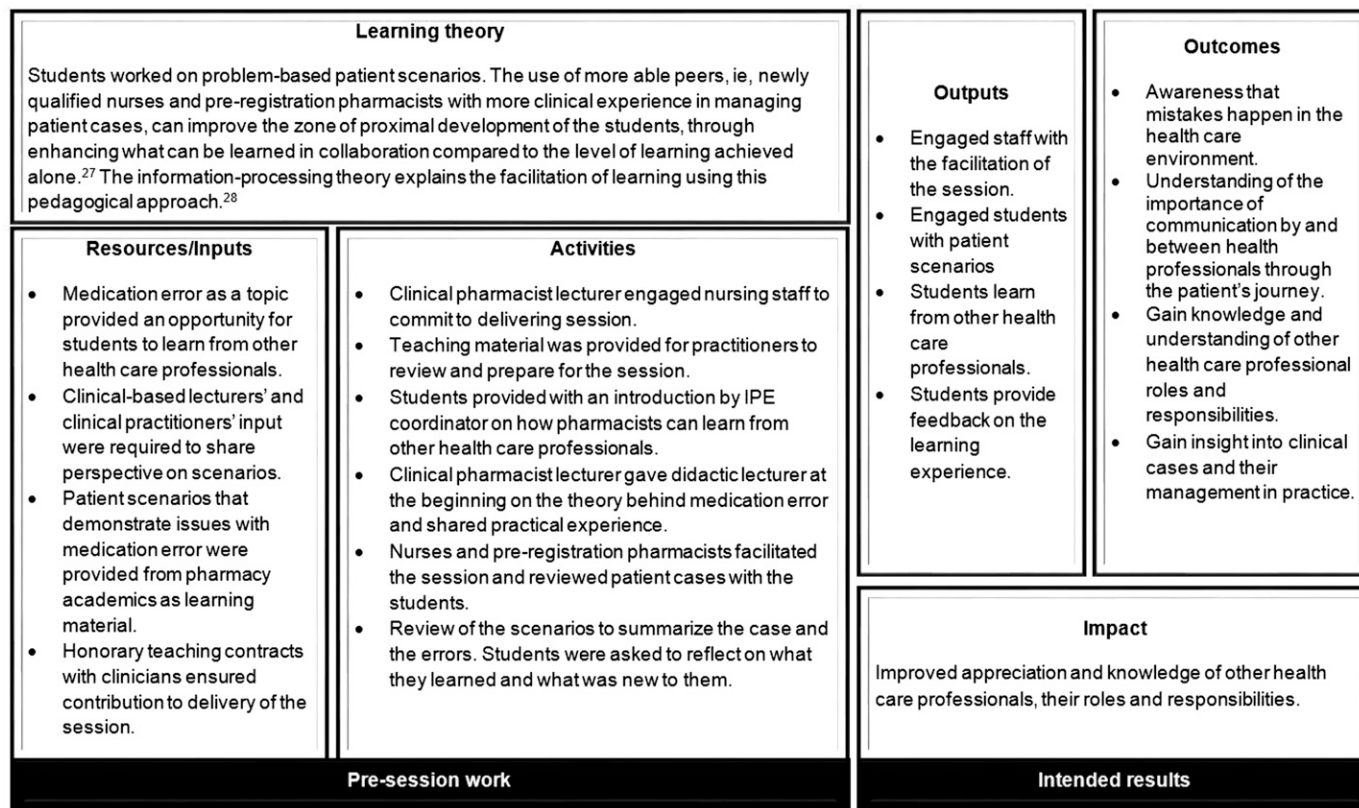 Learning theory
Students worked on problem-based patient scenarios. The use of more able peers, ie, newly
qualified nurses and pre-registration pharmacists with more clinical experience in managing
patient cases, can improve the zone of proximal development of the students, through
enhancing what can be learned in collaboration compared to the level of learning achieved
alone.27 The information-processing theory explains the facilitation of learning using this
pedagogical approach.28
Resources/Inputs
• Medication error as a topic
provided an opportunity for
students to learn from other
health care professionals.
• Clinical-based lecturers’ and
clinical practitioners’ input
were required to share
perspective on scenarios.
• Patient scenarios that
demonstrate issues with
medication error were
provided from pharmacy
academics as learning
material.
• Honorary teaching contracts
with clinicians ensured
contribution to delivery of the
session.
Activities
• Clinical pharmacist lecturer engaged nursing staff to
commit to delivering session.
• Teaching material was provided for practitioners to
review and prepare for the session.
• Students provided with an introduction by IPE
coordinator on how pharmacists can learn from
other health care professionals.
• Clinical pharmacist lecturer gave didactic lecturer at
the beginning on the theory behind medication error
and shared practical experience.
• Nurses and pre-registration pharmacists facilitated
the session and reviewed patient cases with the
students.
• Review of the scenarios to summarize the case and
the errors. Students were asked to reflect on what
they learned and what was new to them.
Pre-session work
Outputs
• Engaged staff with
the facilitation of
the session.
• Engaged students
with patient
scenarios
• Students learn
from other health
care
professionals.
• Students provide
feedback on the
learning
experience.
Outcomes
• Awareness that
mistakes happen in the
health care
environment.
• Understanding of the
importance of
communication by and
between health
professionals through
the patient’s journey.
• Gain knowledge and
understanding of other
health care professional
roles and
responsibilities.
• Gain insight into clinical
cases and their
management in practice.
Impact
Improved appreciation and knowledge of other health
care professionals, their roles and responsibilities.
Intended results